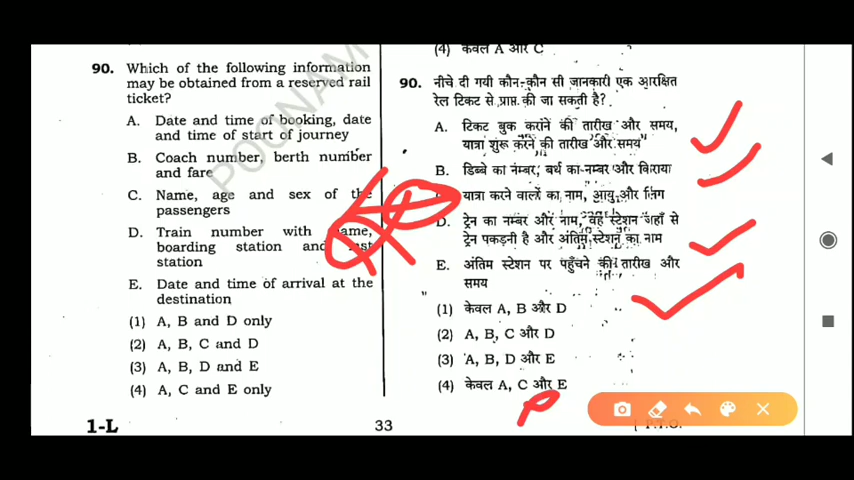 90. Which of the following information
may be obtained from a reserved rail
ticket?
A. Date and time of booking, date
and time of start of journey
B. Coach number, berth number
and fare
C. Name, age and sex of the
passengers
D. Train number with name,
boarding station and last
station
E. Date and time of arrival at the
destination
(1) A, B and D only
(2) A, B, C and D
(3) A, B, D and E
(4) A, C and E only
(4) केवल A और C
90. नीचे दी गयी कौन-कौन सी जानकारी एक आरक्षित
रेल टिकट से प्राप्त की जा सकती है?
A. टिकट बुक कराने की तारीख और समय,
यात्रा शुरू करने की तारीख और समय
B. डिब्बे का नम्बर, बर्थ का नम्बर और किराया
यात्रा करने वालों का नाम, आयु और लिंग
D. ट्रेन का नम्बर और नाम, वह स्टेशन जहाँ से
ट्रेन पकड़नी है और अंतिम स्टेशन का नाम
E. अंतिम स्टेशन पर पहुँचने की तारीख और
समय
(1) केवल A, B और D
(2) A, B, C और D
(3) A, B, D और E
(4) केवल A, C और E
1-L
33
[ P.T.O.
POONAM